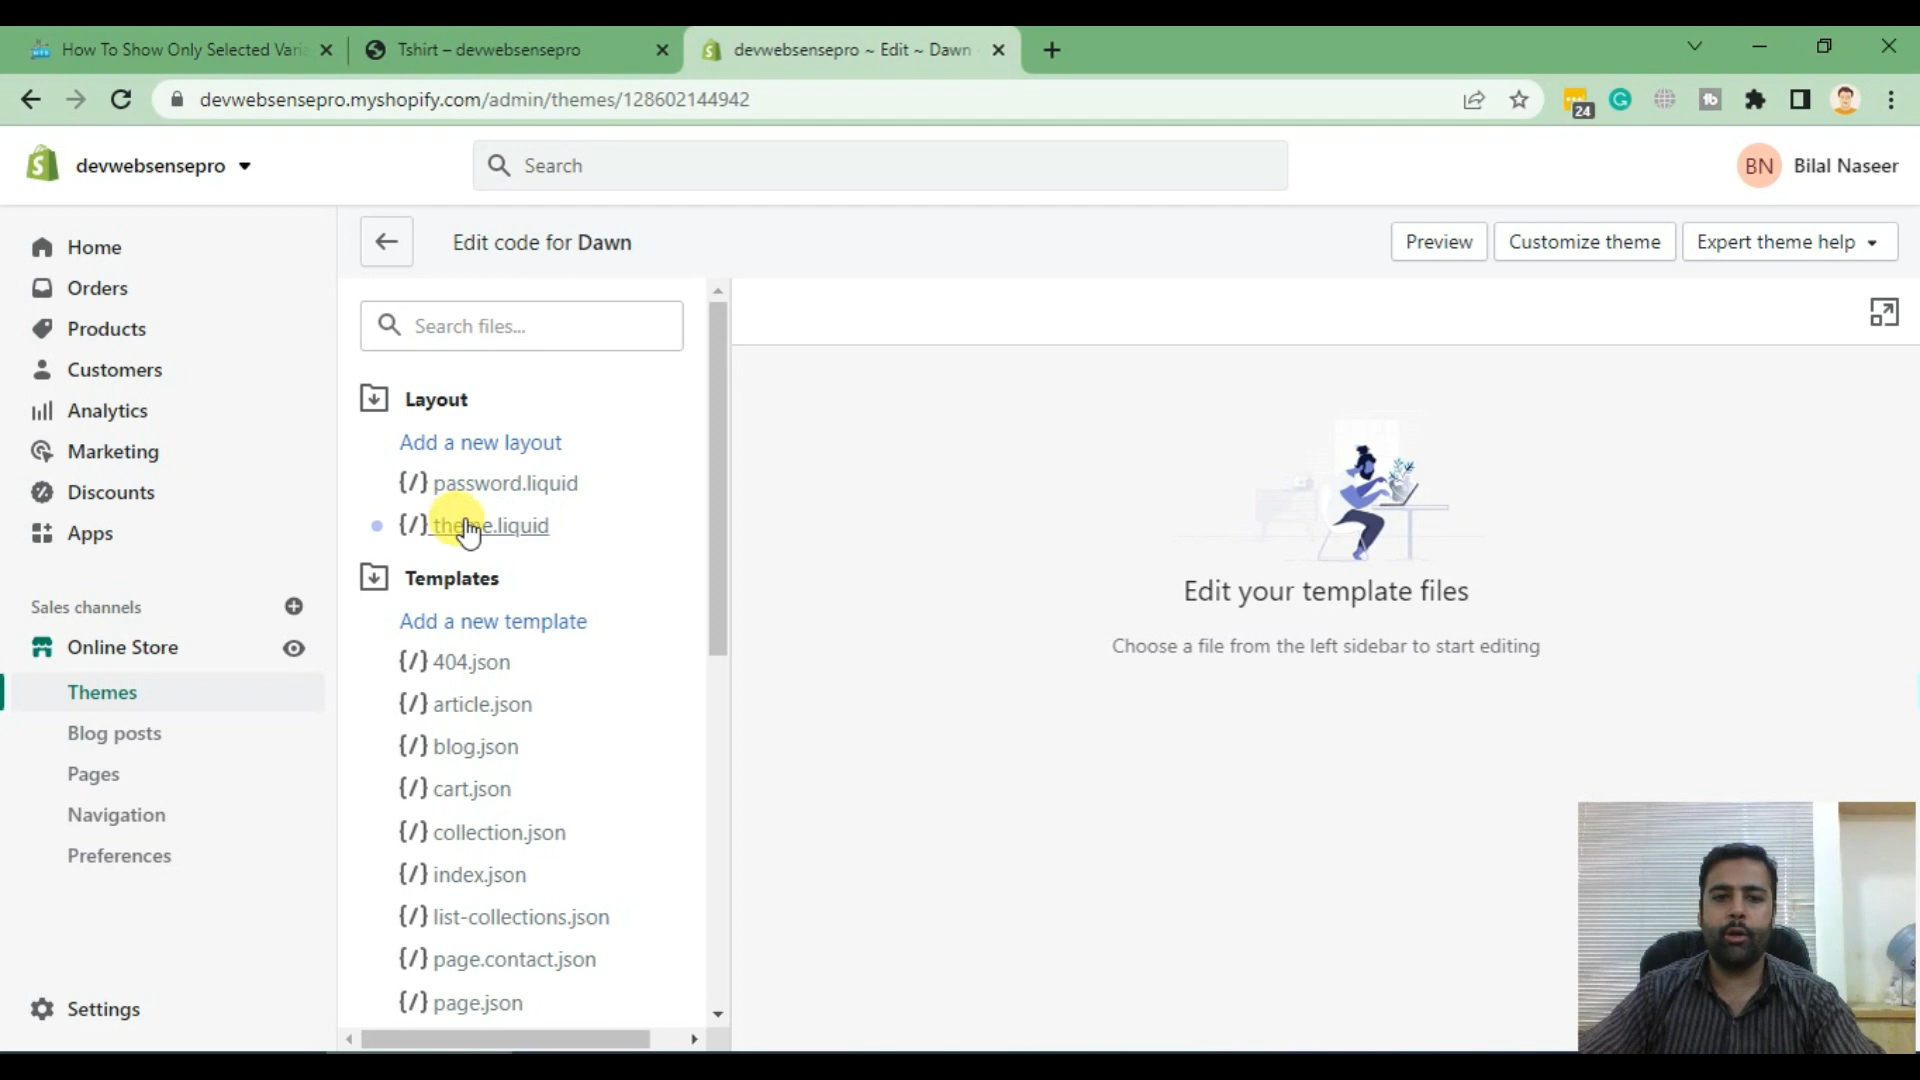 How To Show Only Selected Varia
Tshirt – devwebsensepro
devwebsensepro ~ Edit ~ Dawn
devwebsensepro.myshopify.com/admin/themes/128602144942
24
devwebsensepro
Search
BN
Bilal Naseer
Home
Orders
Products
Customers
Analytics
Marketing
Discounts
Apps
Sales channels
Online Store
Themes
Blog posts
Pages
Navigation
Preferences
Settings
Edit code for Dawn
Preview
Customize theme
Expert theme help
Search files...
Layout
Add a new layout
{/} password.liquid
{/} theme.liquid
Templates
Add a new template
{/} 404.json
{/} article.json
{/} blog.json
{/} cart.json
{/} collection.json
{/} index.json
{/} list-collections.json
{/} page.contact.json
{/} page.json
Edit your template files
Choose a file from the left sidebar to start editing